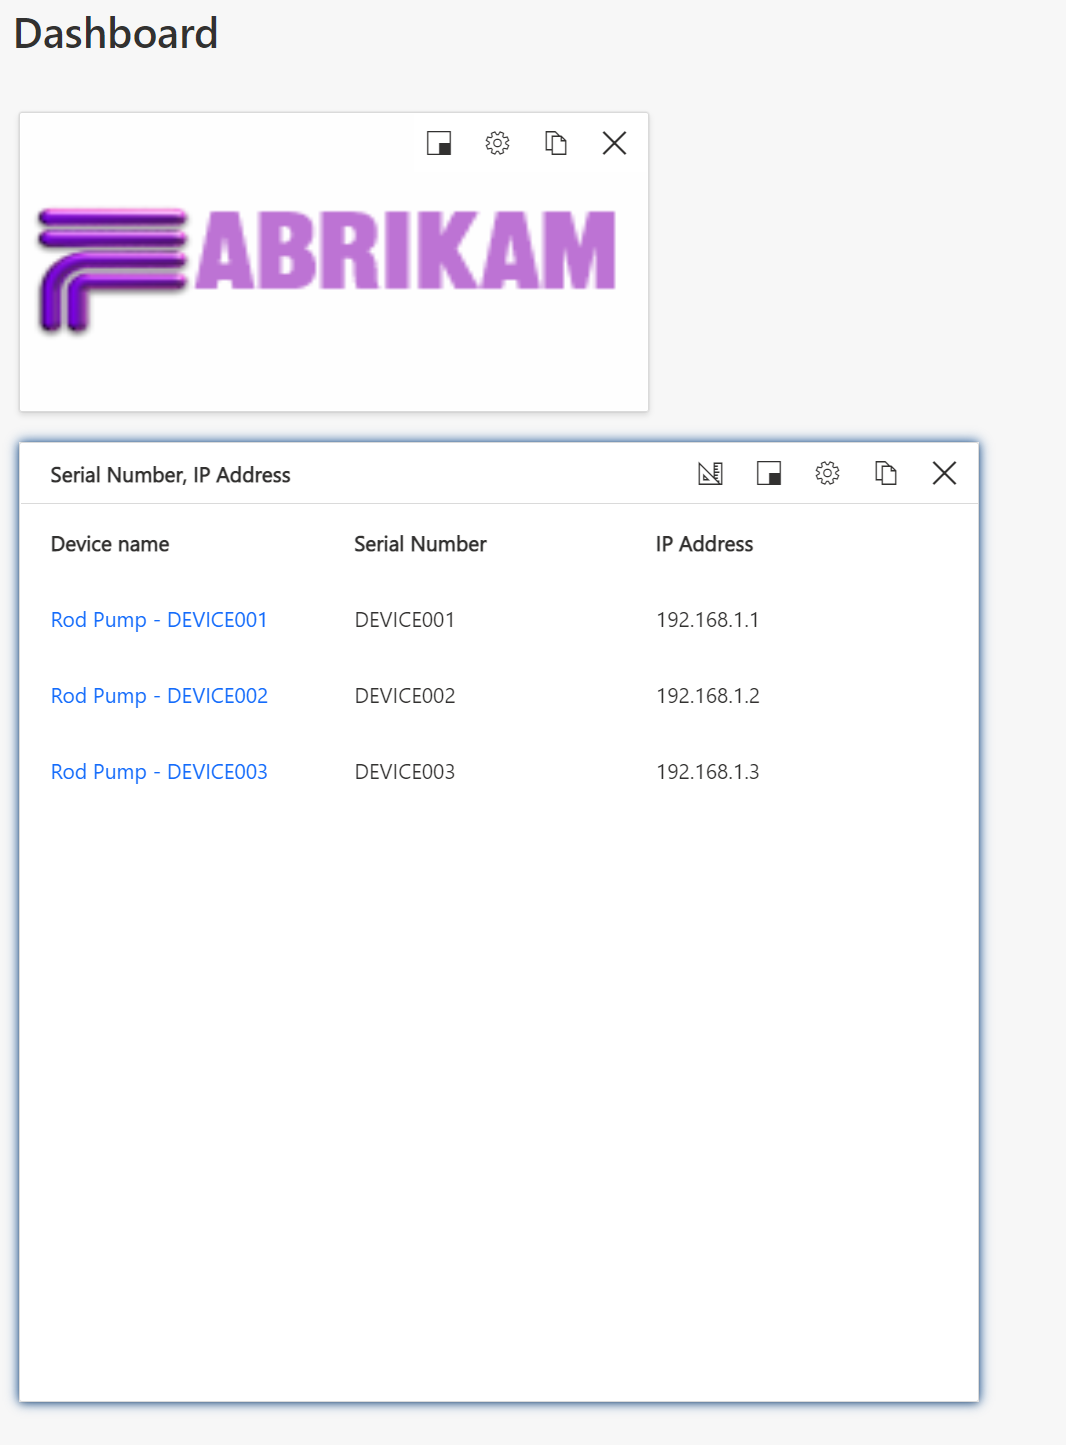 Dashboard
FABRIKAM
Serial Number, IP Address
Device name Serial Number IP Address
Rod Pump - DEVICE001 DEVICE001 192.168.1.1
Rod Pump - DEVICE002 DEVICE002 192.168.1.2
Rod Pump - DEVICE003 DEVICE003 192.168.1.3